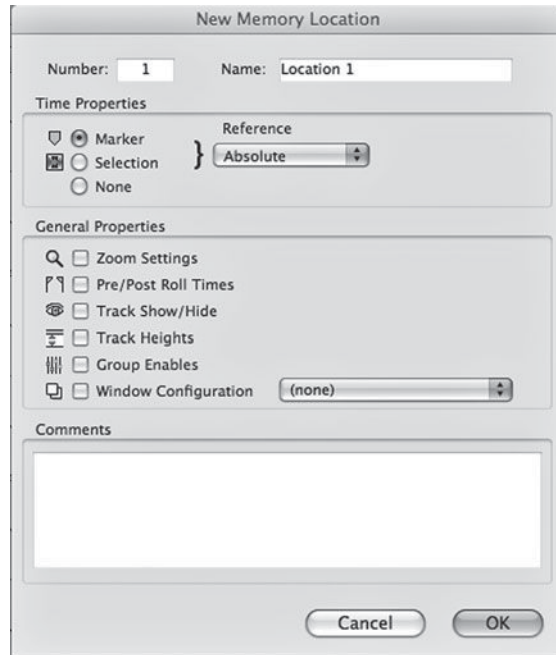 New Memory Location
Number: 1 Name: Location 1
Time Properties
Reference
Marker
Absolute
Selection
None
General Properties
Zoom Settings
Pre/Post Roll Times
Track Show/Hide
Track Heights
Group Enables
Window Configuration (none)
Comments
Cancel OK